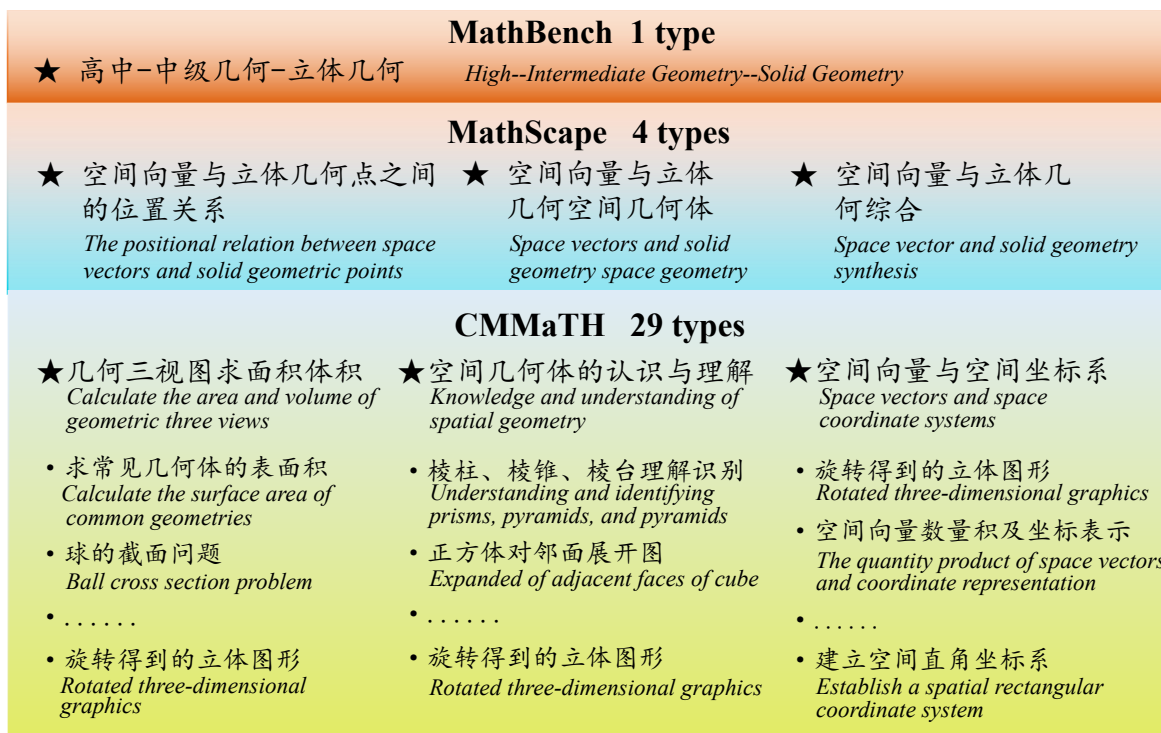 MathBench 1 type
★ 高中-中级几何-立体几何 High--Intermediate Geometry--Solid Geometry
MathScape 4 types
★ 空间向量与立体几何点之间
的位置关系
The positional relation between space
vectors and solid geometric points
★ 空间向量与立体
几何空间几何体
Space vectors and solid
geometry space geometry
★ 空间向量与立体几
何综合
Space vector and solid geometry
synthesis
CMMaTH 29 types
★几何三视图求面积体积
Calculate the area and volume of
geometric three views
• 求常见几何体的表面积
Calculate the surface area of
common geometries
• 球的截面问题
Ball cross section problem
• ......
• 旋转得到的立体图形
Rotated three-dimensional
graphics
★空间几何体的认识与理解
Knowledge and understanding of
spatial geometry
• 棱柱、棱锥、棱台理解识别
Understanding and identifying
prisms, pyramids, and pyramids
• 正方体对邻面展开图
Expanded of adjacent faces of cube
• ......
• 旋转得到的立体图形
Rotated three-dimensional graphics
★空间向量与空间坐标系
Space vectors and space
coordinate systems
• 旋转得到的立体图形
Rotated three-dimensional graphics
• 空间向量数量积及坐标表示
The quantity product of space vectors
and coordinate representation
• ......
• 建立空间直角坐标系
Establish a spatial rectangular
coordinate system